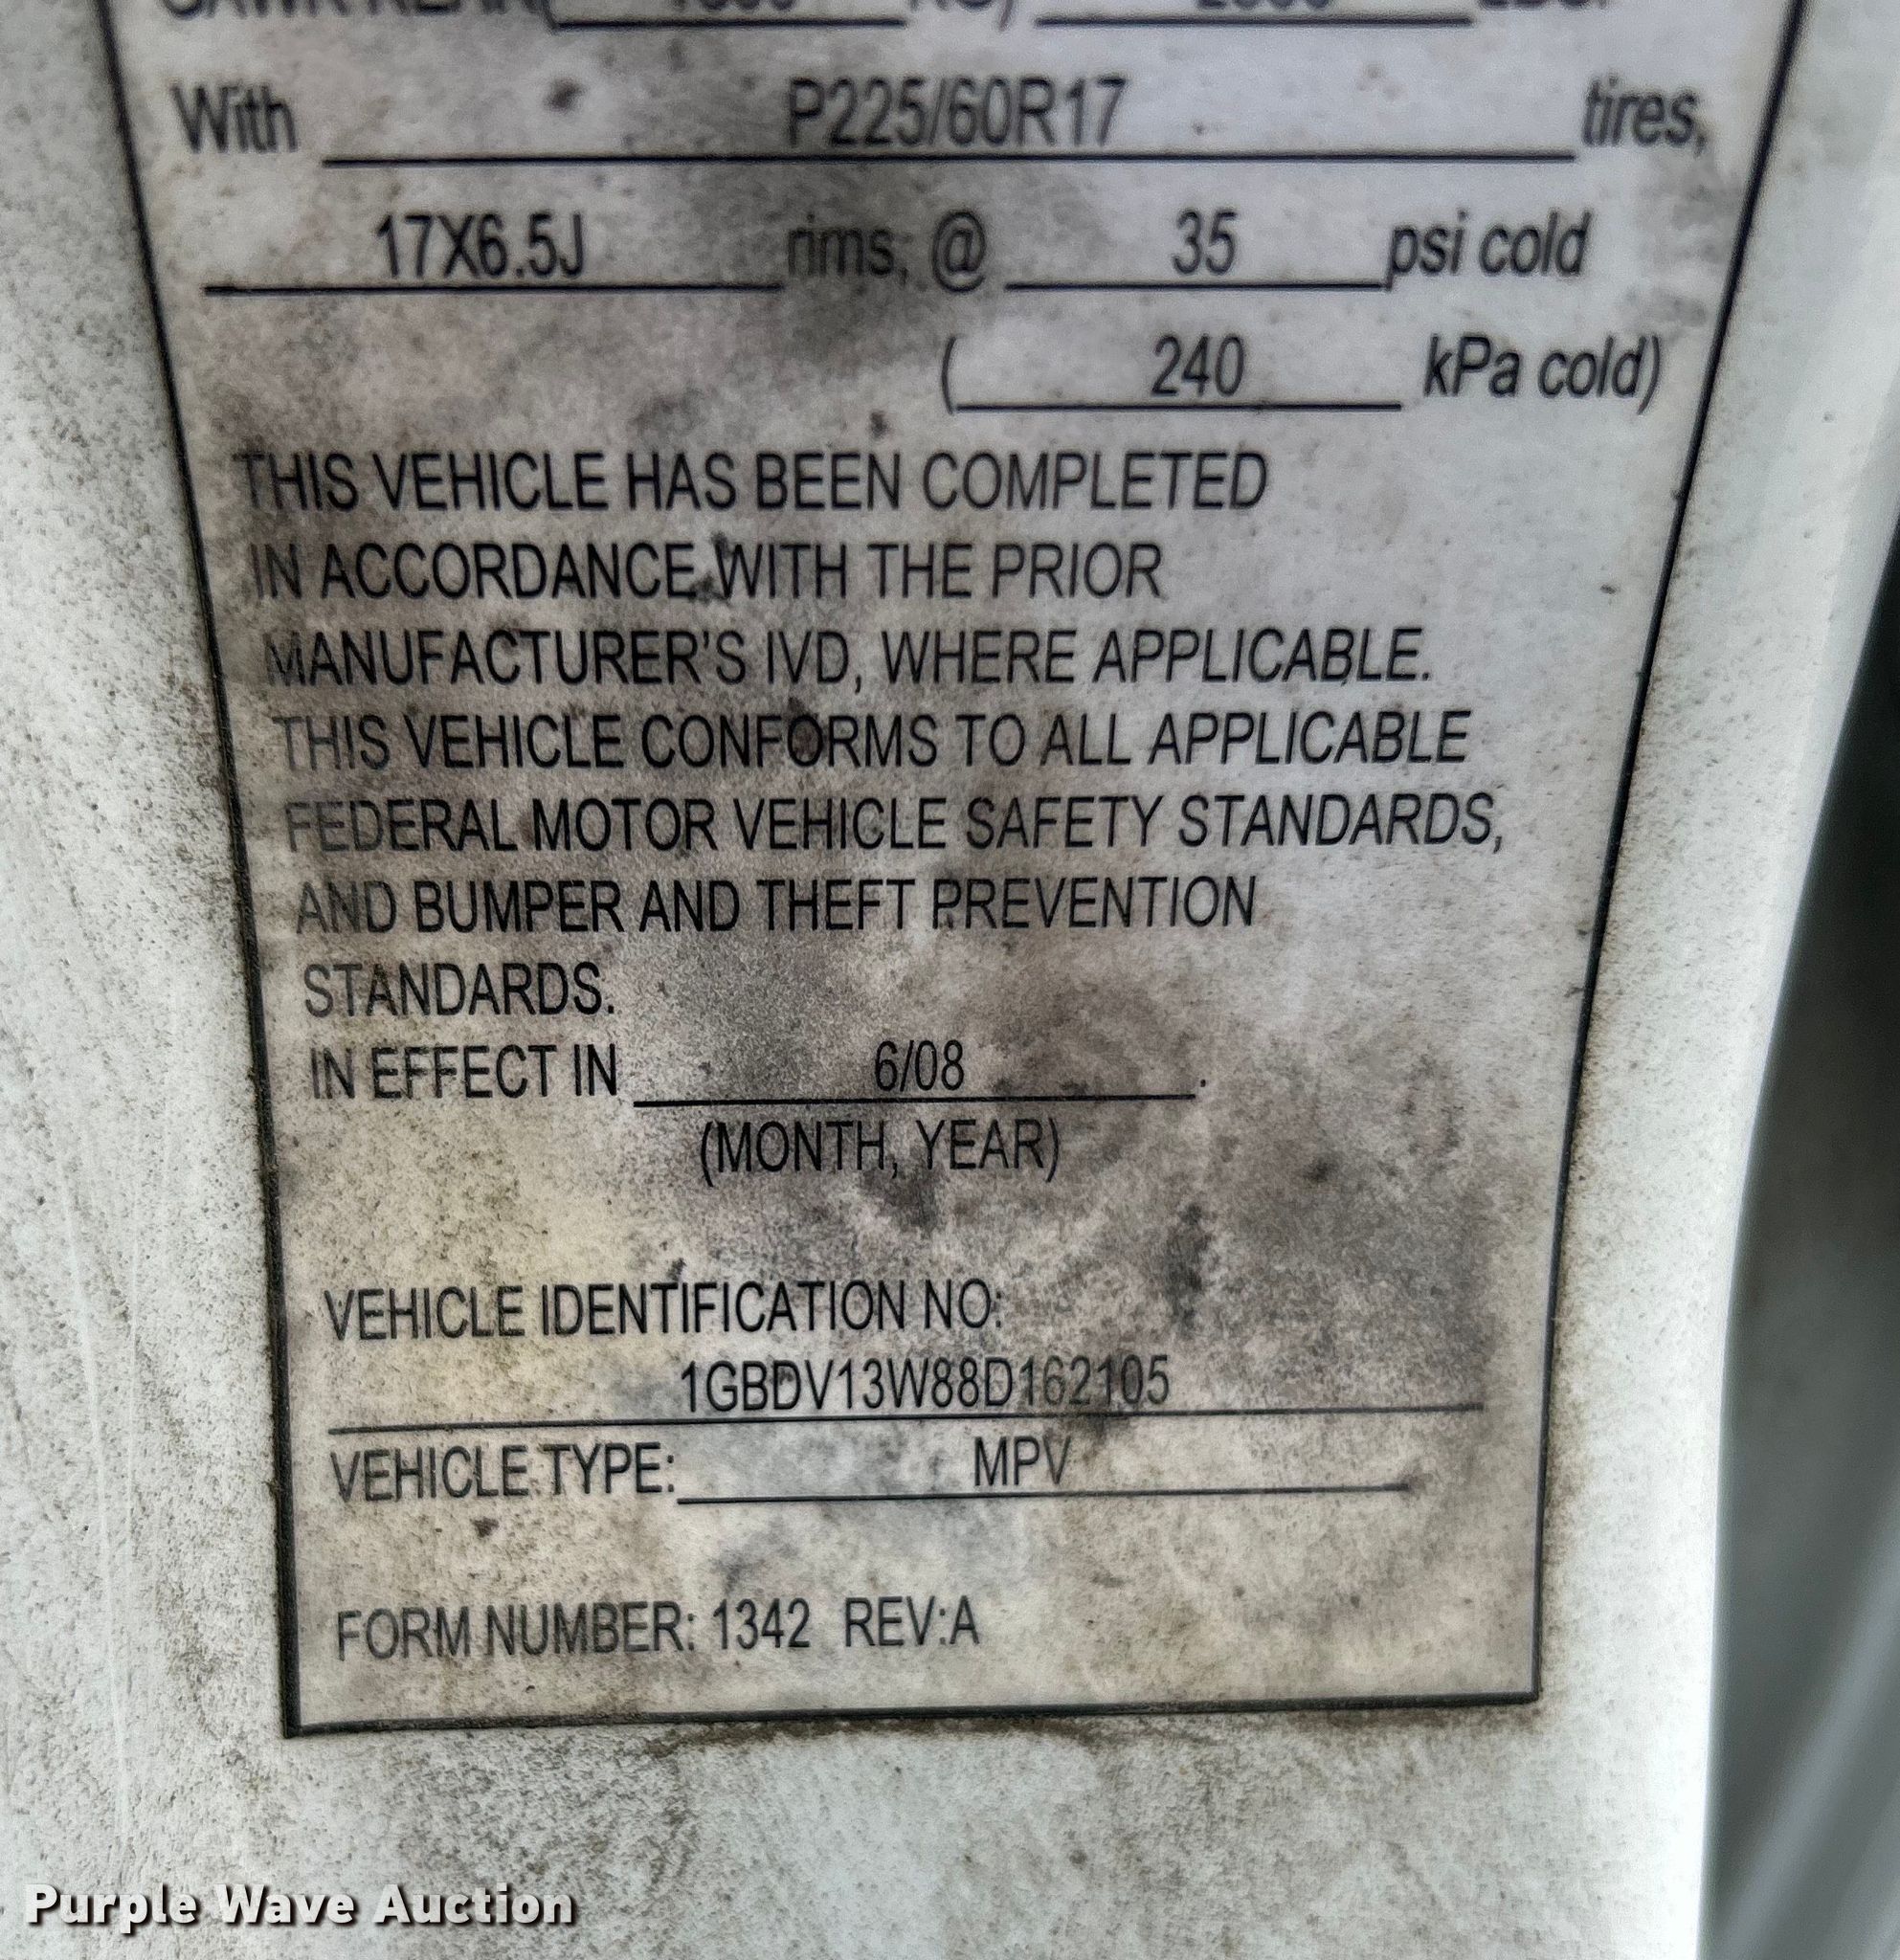 With P225/60R17 tires,
17X6.5J rims, @ 35 psi cold
( 240 kPa cold)
THIS VEHICLE HAS BEEN COMPLETED
IN ACCORDANCE WITH THE PRIOR
MANUFACTURER'S IVD, WHERE APPLICABLE.
THIS VEHICLE CONFORMS TO ALL APPLICABLE
FEDERAL MOTOR VEHICLE SAFETY STANDARDS,
AND BUMPER AND THEFT PREVENTION
STANDARDS.
IN EFFECT IN 6/08 .
(MONTH, YEAR)
VEHICLE IDENTIFICATION NO:
1GBDV13W88D162105
VEHICLE TYPE: MPV
FORM NUMBER: 1342 REV:A
Purple Wave Auction